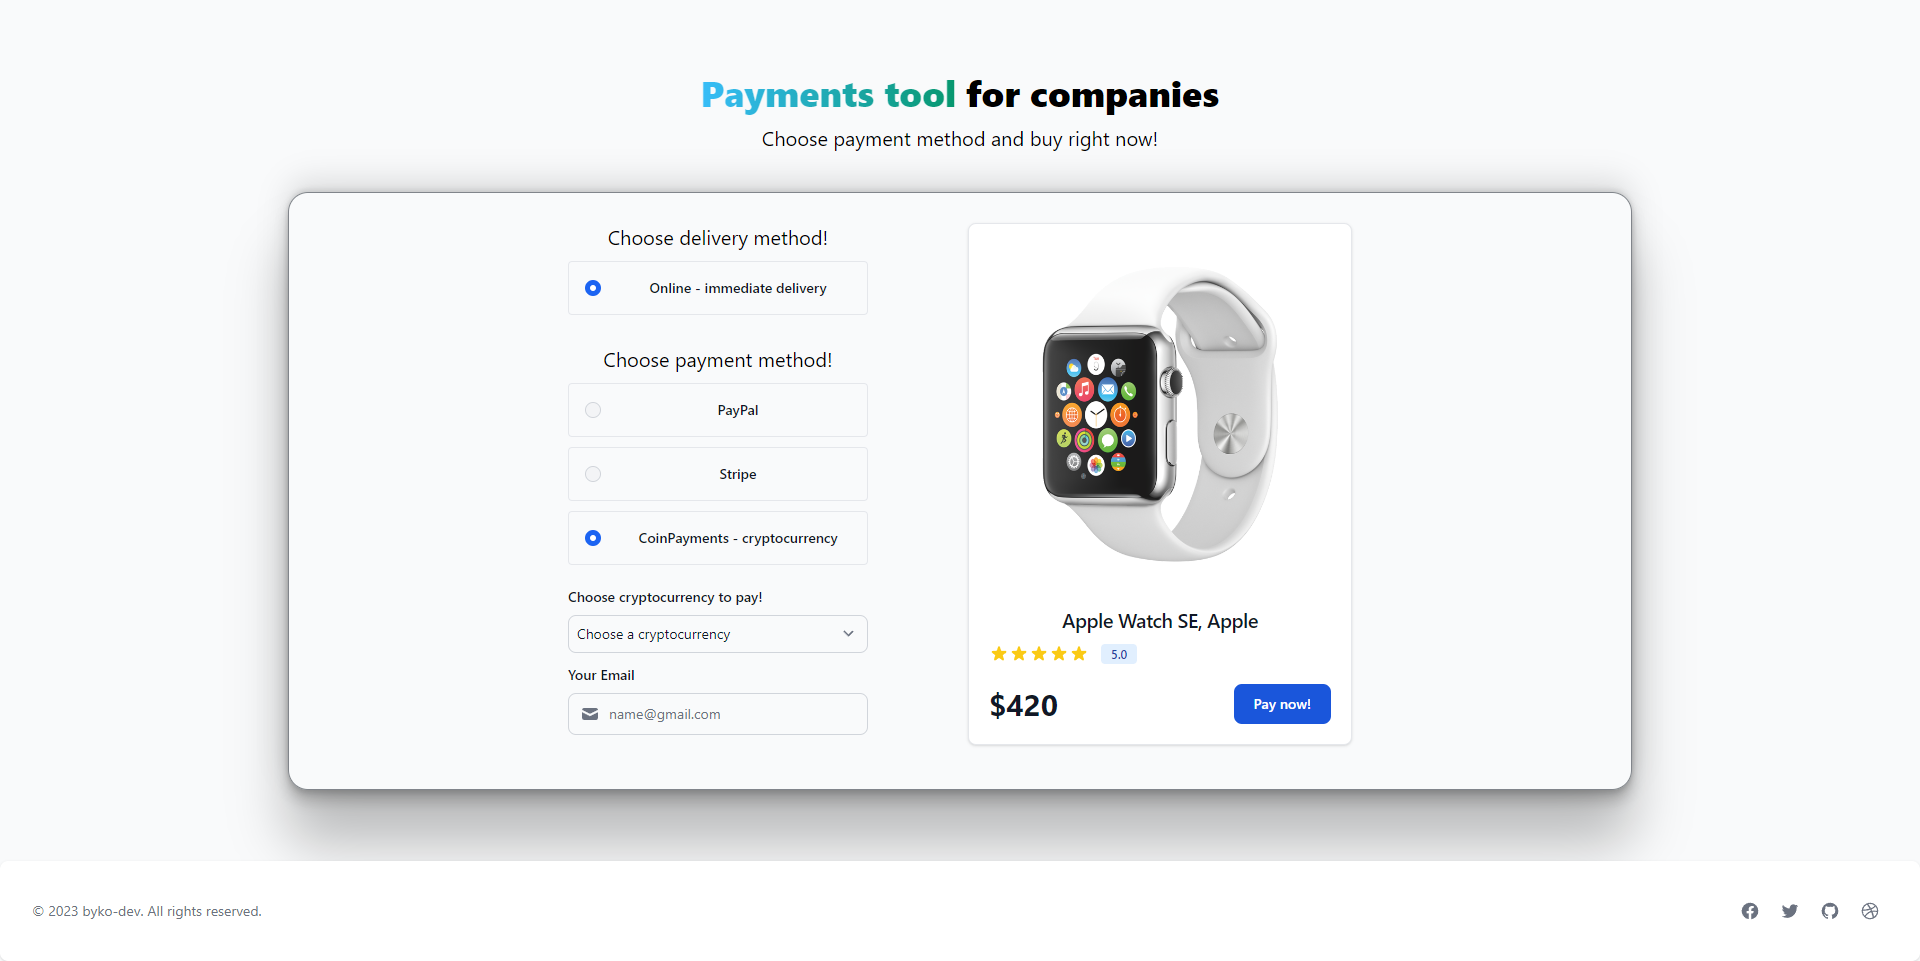 Payments tool for companies
Choose payment method and buy right now!
Choose delivery method!
Online - immediate delivery
Choose payment method!
PayPal
Stripe
CoinPayments - cryptocurrency
Choose cryptocurrency to pay!
Choose a cryptocurrency
Your Email
name@gmail.com
Apple Watch SE, Apple
5.0
$420
Pay now!
© 2023 byko-dev. All rights reserved.